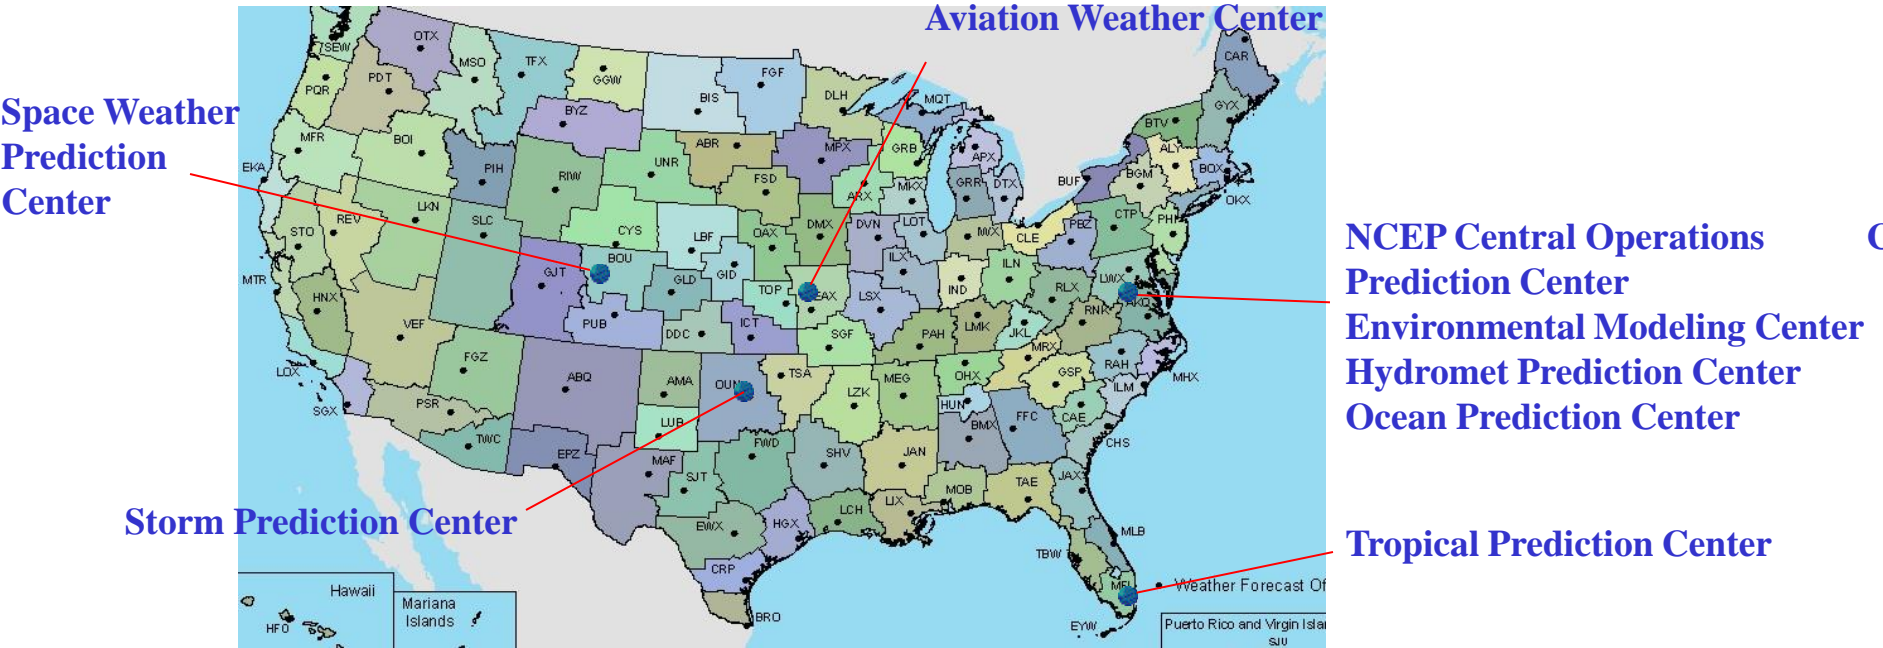 Aviation Weather Center
Space Weather
Prediction
Center
NCEP Central Operations C
Prediction Center
Environmental Modeling Center
Hydromet Prediction Center
Ocean Prediction Center
Storm Prediction Center
Tropical Prediction Center
SEW
OTX
MSO
TFX
GGW
BIS
FGF
DLH
MQT
CAR
PQR
PDT
BYZ
GYX
BTV
MFR
BOI
ABR
MPX
GRB
APX
ALY
EKA
PIH
RIW
UNR
FSD
ARX
MKX
GRR
DTX
BUF
BGM
BOX
OKX
STO
REV
LKN
SLC
CYS
LBF
OAX
DMX
DVN
LOT
IWX
CLE
PBZ
CTP
PHI
MTR
HNX
GJT
BOU
GLD
GID
TOP
EAX
LSX
ILX
IND
ILN
RLX
LWX
AKQ
VEF
PUB
DDC
ICT
SGF
PAH
LMK
JKL
RNK
LOX
FGZ
ABQ
AMA
OUN
TSA
LZK
MEG
OHX
MRX
GSP
RAH
MHX
SGX
PSR
LUB
HUN
BMX
FFC
CAE
ILM
TWC
EPZ
MAF
SJT
FWD
SHV
JAN
CHS
EWX
HGX
LCH
LIX
MOB
TAE
JAX
MLB
CRP
TBW
MFL
BRO
EYW
Weather Forecast Of
Hawaii
HFO
Mariana
Islands
Puerto Rico and Virgin Islan
SJU